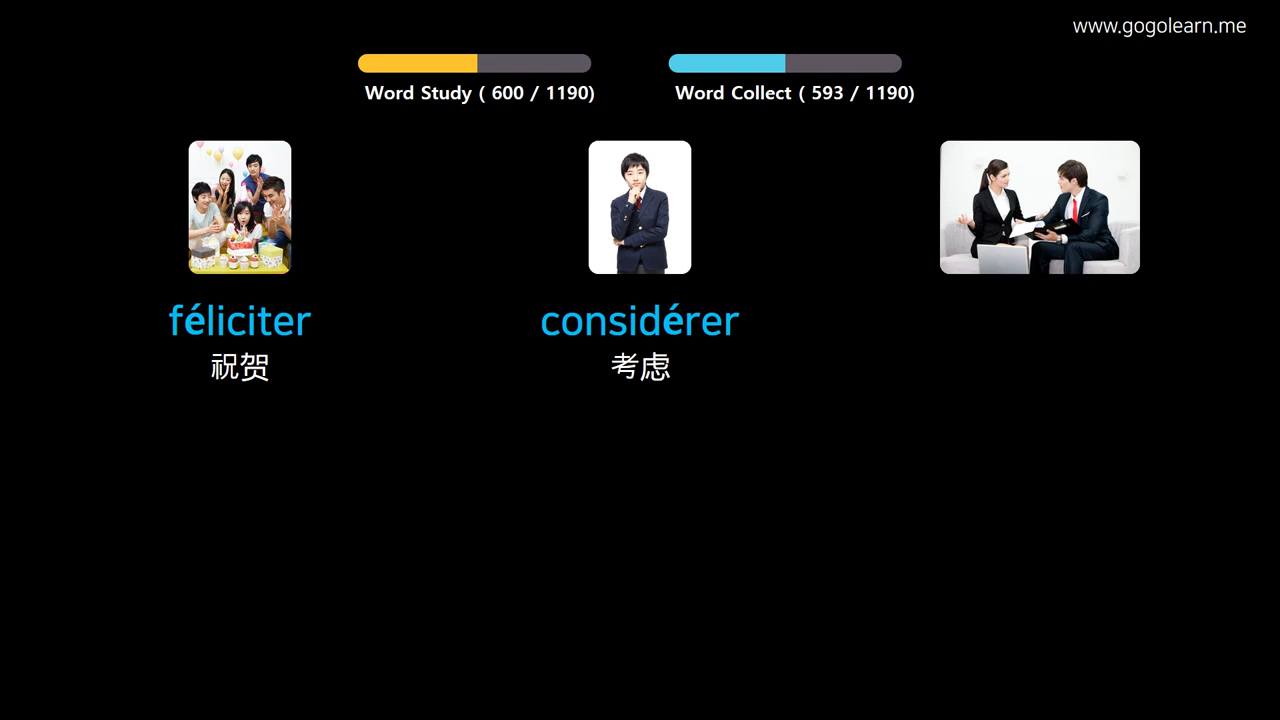 www.gogolearn.me
Word Study ( 600 / 1190)
Word Collect ( 593 / 1190)
féliciter
祝贺
considérer
考虑